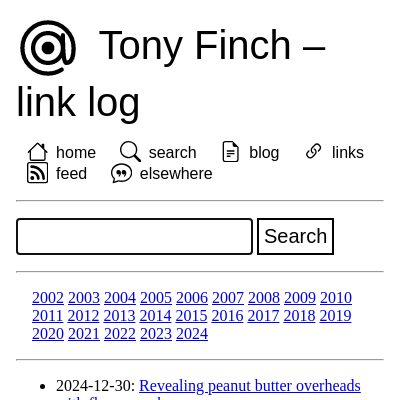 Tony Finch –
link log
home search blog links
feed elsewhere
Search
2002 2003 2004 2005 2006 2007 2008 2009 2010
2011 2012 2013 2014 2015 2016 2017 2018 2019
2020 2021 2022 2023 2024
2024-12-30: Revealing peanut butter overheads